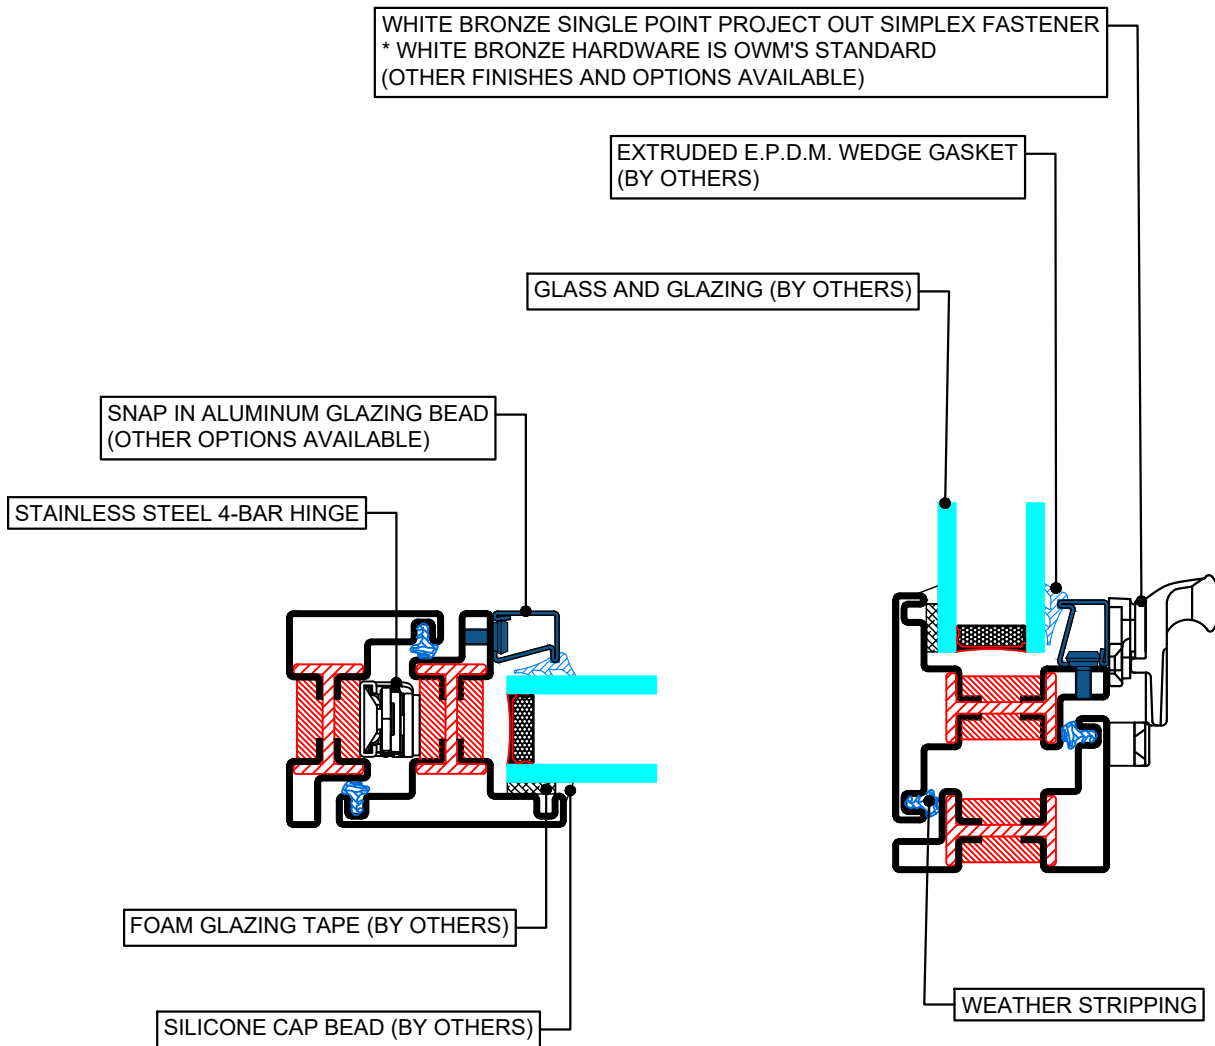 WHITE BRONZE SINGLE POINT PROJECT OUT SIMPLEX FASTENER
* WHITE BRONZE HARDWARE IS OWM'S STANDARD
(OTHER FINISHES AND OPTIONS AVAILABLE)
EXTRUDED E.P.D.M. WEDGE GASKET
(BY OTHERS)
GLASS AND GLAZING (BY OTHERS)
SNAP IN ALUMINUM GLAZING BEAD
(OTHER OPTIONS AVAILABLE)
STAINLESS STEEL 4-BAR HINGE
FOAM GLAZING TAPE (BY OTHERS)
WEATHER STRIPPING
SILICONE CAP BEAD (BY OTHERS)